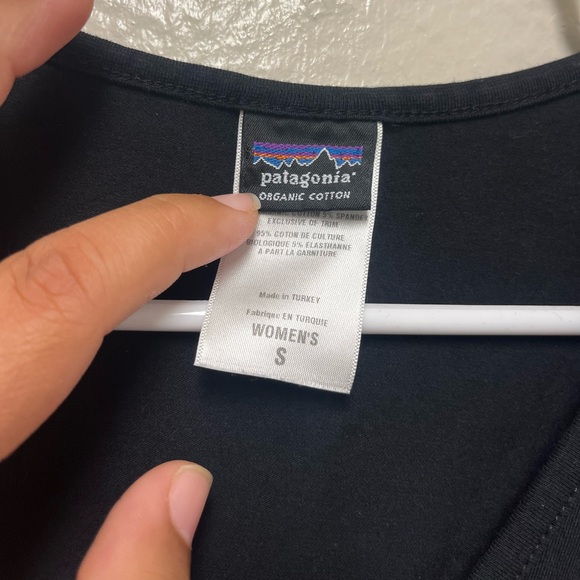 patagonia®
ORGANIC COTTON
COTTON 5% SPANDEX
EXCLUSIVE OF TRIM
95% COTON DE CULTURE
BIOLOGIQUE 5% ELASTHANNE
A PART LA GARNITURE
Made in TURKEY
Fabrique EN TURQUIE
WOMEN'S
S